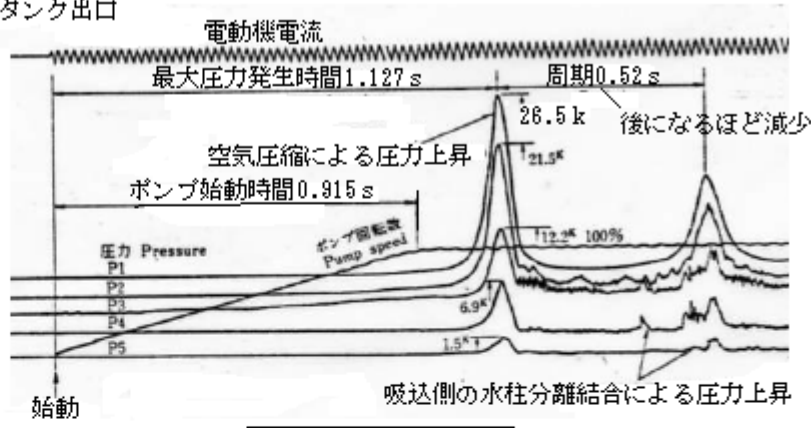 タンク出口
電動機電流
最大圧力発生時間1.127s
周期0.52s
26.5k
後になるほど減少
空気圧縮による圧力上昇
21.5K
ポンプ始動時間0.915s
12.2K 100%
ポンプ回転数
Pump speed
圧力 Pressure
P1
P2
P3
6.9K
P4
1.5K
P5
吸込側の水柱分離結合による圧力上昇
始動